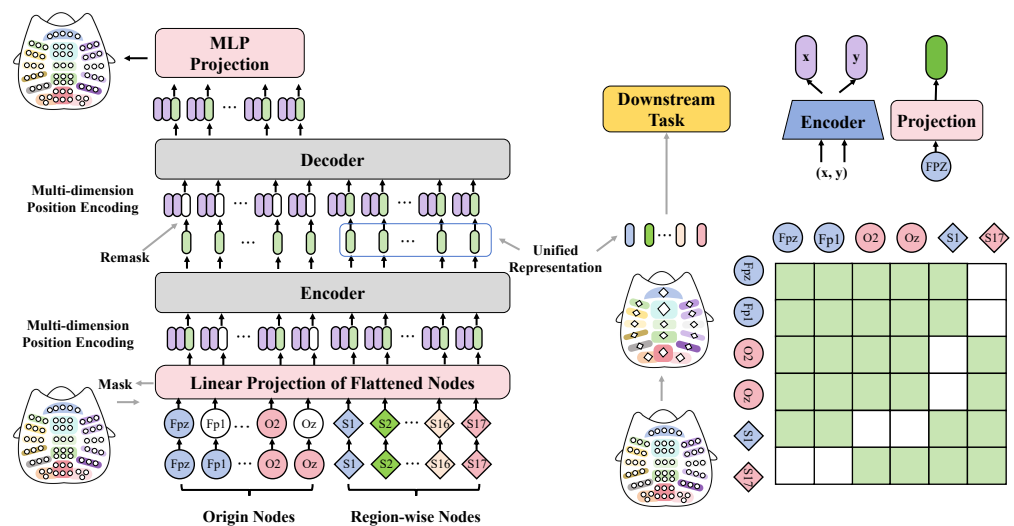 MLP
Projection
...
...
Decoder
Multi-dimension
Position Encoding
...
...
Remask
...
...
Unified
Representation
Encoder
Multi-dimension
Position Encoding
...
...
Mask
Linear Projection of Flattened Nodes
Fpz Fp1 ... O2 Oz S1 S2 ... S16 S17
Fpz Fp1 ... O2 Oz S1 S2 ... S16 S17
Origin Nodes
Region-wise Nodes
Downstream
Task
...
x y
Encoder
(x, y)
Projection
FPZ
Fpz Fp1 O2 Oz S1 S17
Fpz
Fp1
O2
Oz
S1
S17